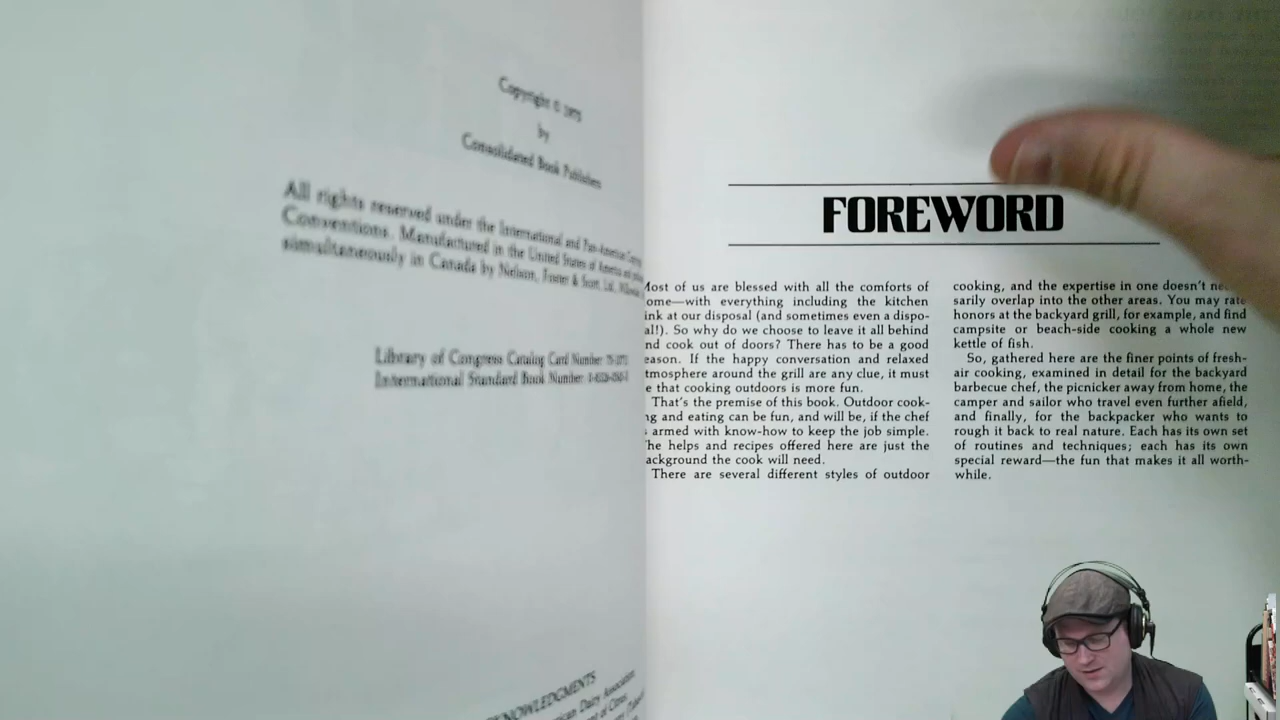 Copyright © 1975
by
Consolidated Book Publishers
All rights reserved under the International and Pan-American
Conventions. Manufactured in the United States of America and
simultaneously in Canada by Nelson, Foster & Scott, Ltd.,
Library of Congress Catalog Card Number:
International Standard Book Number:
FOREWORD
Most of us are blessed with all the comforts of
ome—with everything including the kitchen
ink at our disposal (and sometimes even a dispo-
al!). So why do we choose to leave it all behind
nd cook out of doors? There has to be a good
eason. If the happy conversation and relaxed
tmosphere around the grill are any clue, it must
e that cooking outdoors is more fun.
That's the premise of this book. Outdoor cook-
ng and eating can be fun, and will be, if the chef
armed with know-how to keep the job simple.
The helps and recipes offered here are just the
ackground the cook will need.
There are several different styles of outdoor
cooking, and the expertise in one doesn't
sarily overlap into the other areas. You may rate
honors at the backyard grill, for example, and find
campsite or beach-side cooking a whole new
kettle of fish.
So, gathered here are the finer points of fresh-
air cooking, examined in detail for the backyard
barbecue chef, the picnicker away from home, the
camper and sailor who travel even further afield,
and finally, for the backpacker who wants to
rough it back to real nature. Each has its own set
of routines and techniques; each has its own
special reward—the fun that makes it all worth-
while.